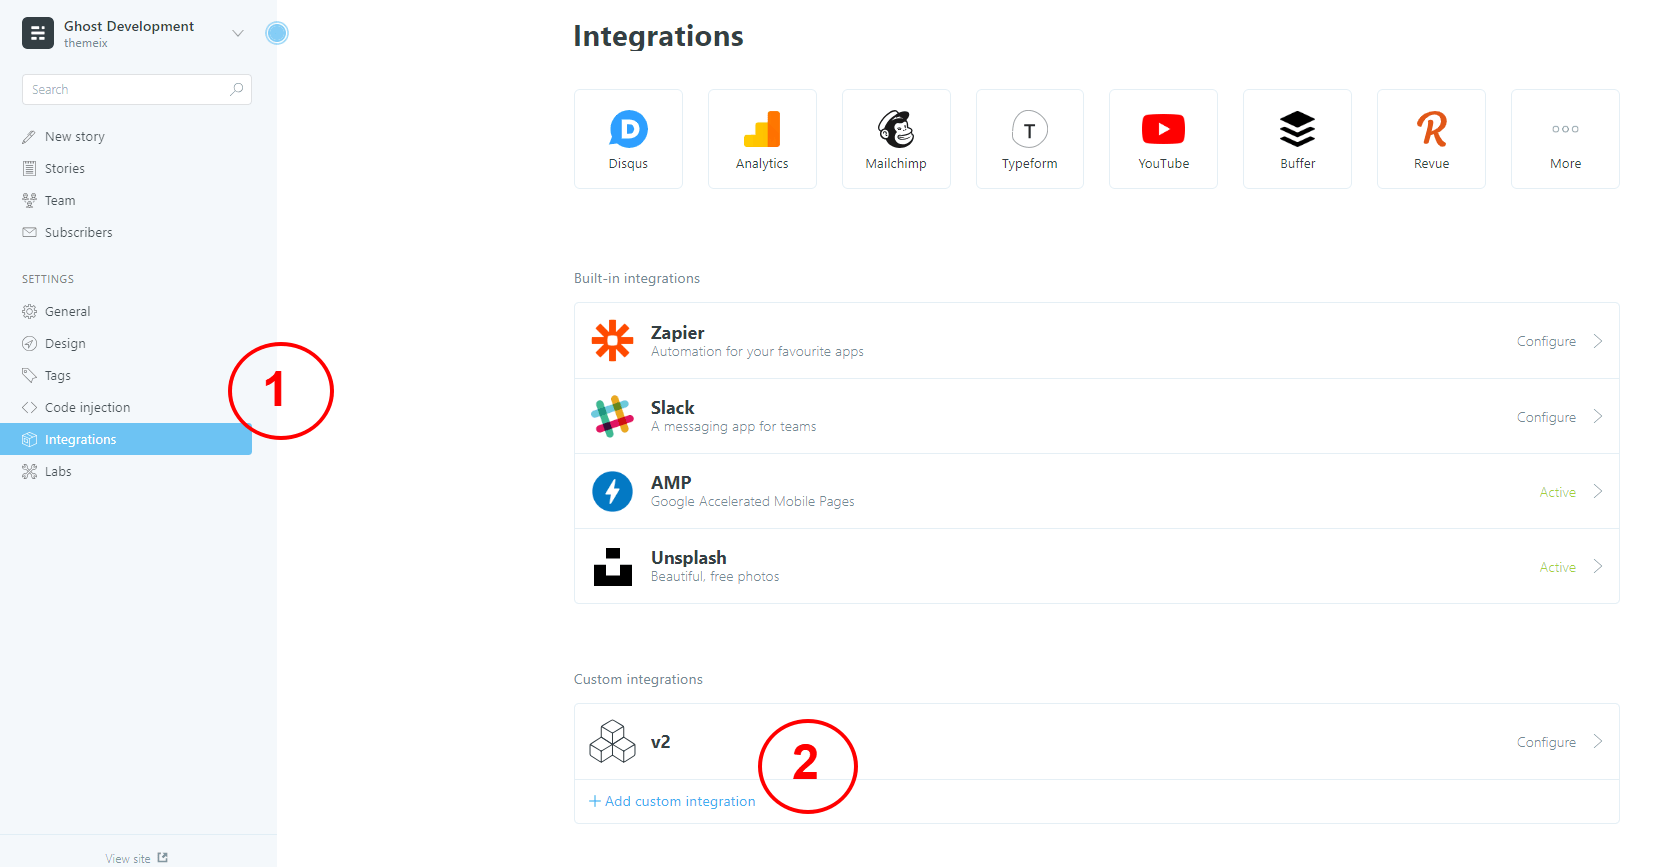 Ghost Development
themeix
Search
New story
Stories
Team
Subscribers
SETTINGS
General
Design
Tags
Code injection
Integrations
Labs
View site
1
Integrations
D
Disqus
Analytics
Mailchimp
T
Typeform
YouTube
Buffer
R
Revue
More
Built-in integrations
Zapier
Automation for your favourite apps
Configure
Slack
A messaging app for teams
Configure
AMP
Google Accelerated Mobile Pages
Active
Unsplash
Beautiful, free photos
Active
Custom integrations
v2
Configure
2
+ Add custom integration